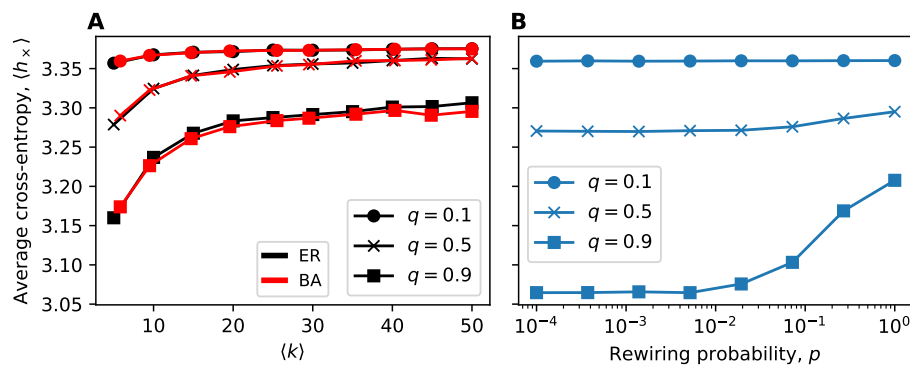 A
B
Average cross-entropy, ⟨h×⟩
3.35
3.30
3.25
3.20
3.15
3.10
3.05
ER
BA
q = 0.1
q = 0.5
q = 0.9
10
20
30
40
50
⟨k⟩
q = 0.1
q = 0.5
q = 0.9
10⁻⁴
10⁻³
10⁻²
10⁻¹
10⁰
Rewiring probability, p